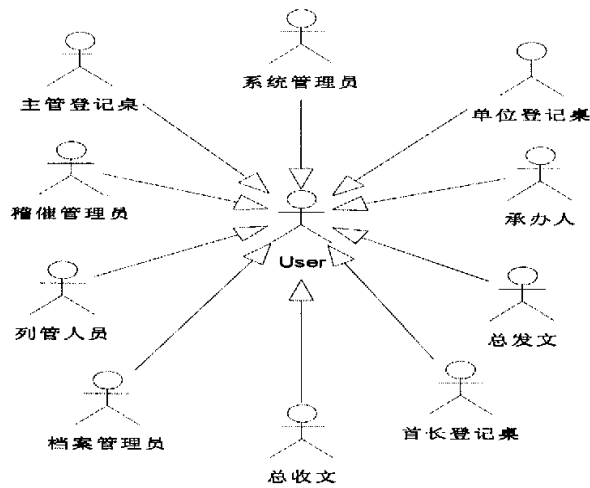 系统管理员
主管登记桌
单位登记桌
稽催管理员
承办人
User
列管人员
总发文
档案管理员
首长登记桌
总收文